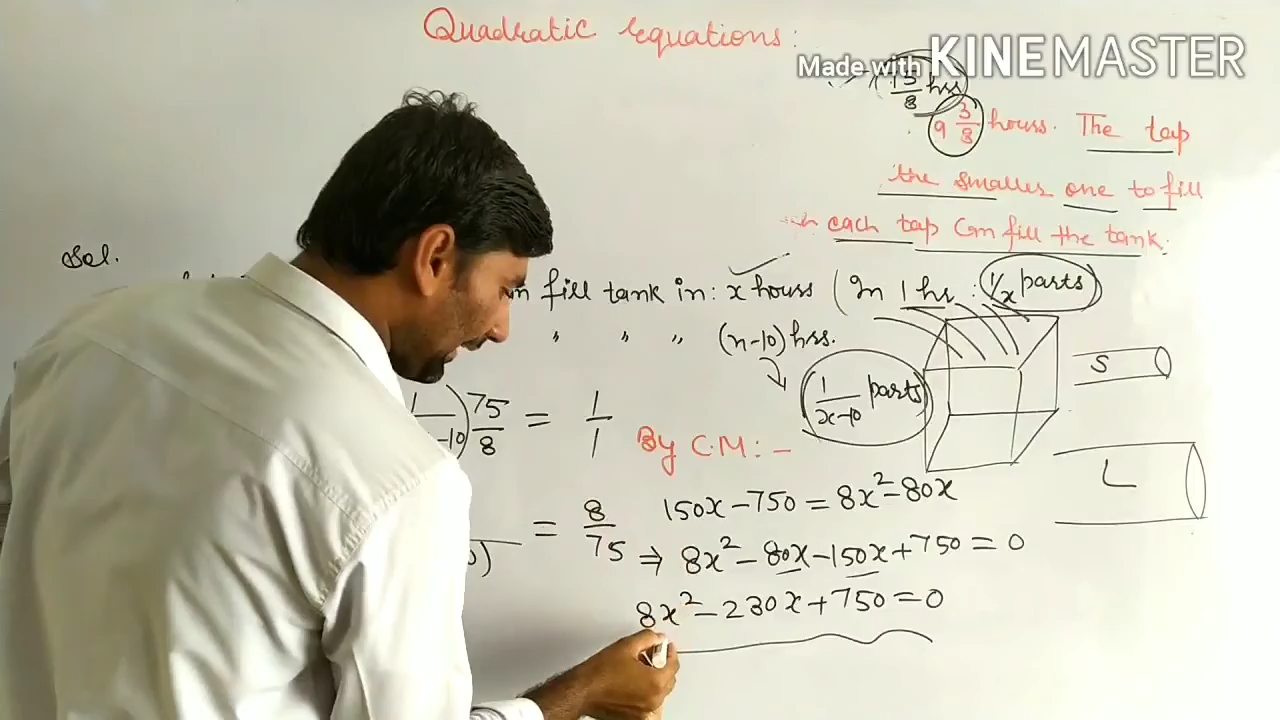 Quadratic equations:
Made with KINEMASTER
75/8 hrs
9 3/8 hours. The tap
the smaller one to fill
each tap Can fill the tank.
Sol.
fill tank in: x hours ( In 1 hr : 1/x parts)
" " " (x-10) hrs.
1/(x-10) parts
S
-10) 75/8 = 1/1
By C.M:-
L
150x - 750 = 8x² - 80x
= 8/75
⇒ 8x² - 80x - 150x + 750 = 0
8x² - 230x + 750 = 0